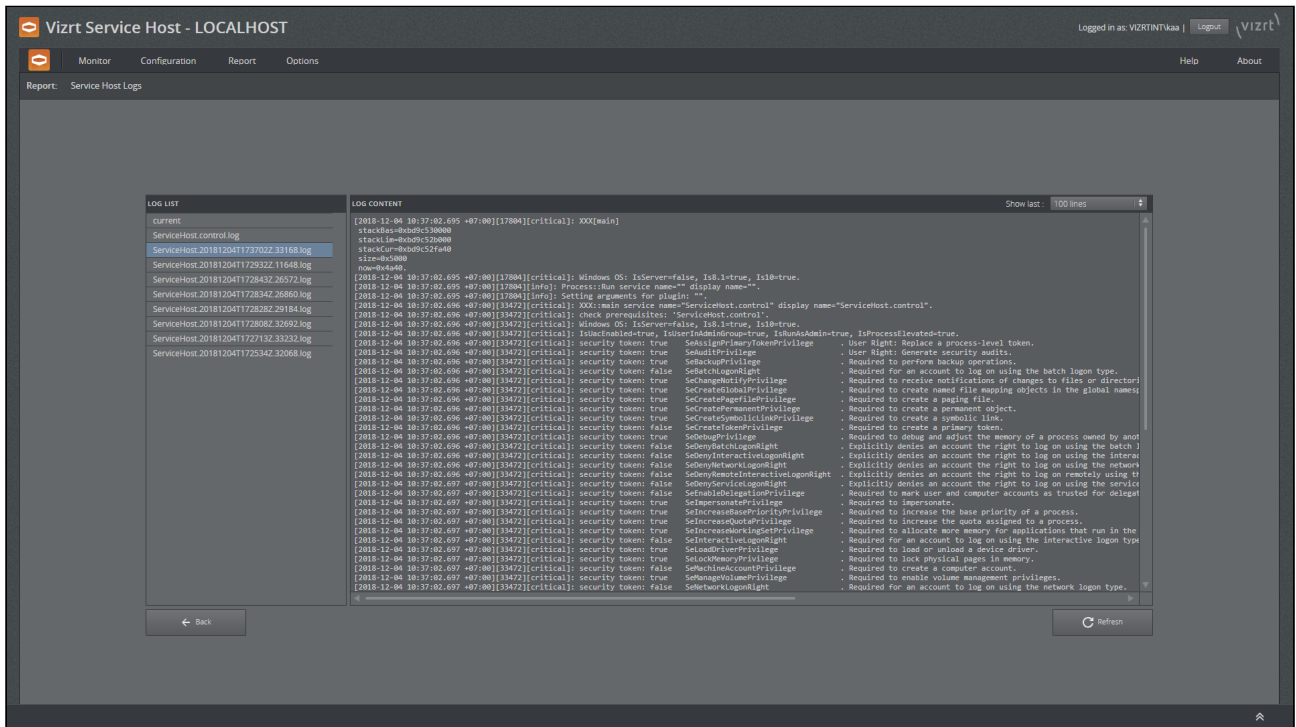 Vizrt Service Host - LOCALHOST
Logged in as: VIZRTINT\kaa | Logout vizrt
Monitor Configuration Report Options Help About
Report: Service Host Logs
LOG LIST
current
ServiceHost.control.log
ServiceHost.20181204T173702Z.33168.log
ServiceHost.20181204T172932Z.11648.log
ServiceHost.20181204T172843Z.26572.log
ServiceHost.20181204T172834Z.26860.log
ServiceHost.20181204T172828Z.29184.log
ServiceHost.20181204T172808Z.32692.log
ServiceHost.20181204T172713Z.33232.log
ServiceHost.20181204T172534Z.32068.log
LOG CONTENT Show last : 100 lines
[2018-12-04 10:37:02.695 +07:00][17804][critical]: XXX[main]
stackBas=0xbd9c530000
stackLim=0xbd9c52b000
stackCur=0xbd9c52fa40
size=0x5000
now=0x4a40.
[2018-12-04 10:37:02.695 +07:00][17804][critical]: Windows OS: IsServer=false, Is8.1=true, Is10=true.
[2018-12-04 10:37:02.695 +07:00][17804][info]: Process::Run service name="" display name="".
[2018-12-04 10:37:02.695 +07:00][17804][info]: Setting arguments for plugin: "".
[2018-12-04 10:37:02.696 +07:00][33472][critical]: XXX::main service name="ServiceHost.control" display name="ServiceHost.control".
[2018-12-04 10:37:02.696 +07:00][33472][critical]: check prerequisites: 'ServiceHost.control'.
[2018-12-04 10:37:02.696 +07:00][33472][critical]: Windows OS: IsServer=false, Is8.1=true, Is10=true.
[2018-12-04 10:37:02.696 +07:00][33472][critical]: IsUacEnabled=true, IsUserInAdminGroup=true, IsRunAsAdmin=true, IsProcessElevated=true.
[2018-12-04 10:37:02.696 +07:00][33472][critical]: security token: true SeAssignPrimaryTokenPrivilege . User Right: Replace a process-level token.
[2018-12-04 10:37:02.696 +07:00][33472][critical]: security token: true SeAuditPrivilege . User Right: Generate security audits.
[2018-12-04 10:37:02.696 +07:00][33472][critical]: security token: true SeBackupPrivilege . Required to perform backup operations.
[2018-12-04 10:37:02.696 +07:00][33472][critical]: security token: false SeBatchLogonRight . Required for an account to log on using the batch logon type.
[2018-12-04 10:37:02.696 +07:00][33472][critical]: security token: true SeChangeNotifyPrivilege . Required to receive notifications of changes to files or directori
[2018-12-04 10:37:02.696 +07:00][33472][critical]: security token: true SeCreateGlobalPrivilege . Required to create named file mapping objects in the global namesp
[2018-12-04 10:37:02.696 +07:00][33472][critical]: security token: true SeCreatePagefilePrivilege . Required to create a paging file.
[2018-12-04 10:37:02.696 +07:00][33472][critical]: security token: true SeCreatePermanentPrivilege . Required to create a permanent object.
[2018-12-04 10:37:02.696 +07:00][33472][critical]: security token: true SeCreateSymbolicLinkPrivilege . Required to create a symbolic link.
[2018-12-04 10:37:02.696 +07:00][33472][critical]: security token: false SeCreateTokenPrivilege . Required to create a primary token.
[2018-12-04 10:37:02.696 +07:00][33472][critical]: security token: true SeDebugPrivilege . Required to debug and adjust the memory of a process owned by anot
[2018-12-04 10:37:02.696 +07:00][33472][critical]: security token: false SeDenyBatchLogonRight . Explicitly denies an account the right to log on using the batch l
[2018-12-04 10:37:02.696 +07:00][33472][critical]: security token: false SeDenyInteractiveLogonRight . Explicitly denies an account the right to log on using the interac
[2018-12-04 10:37:02.696 +07:00][33472][critical]: security token: false SeDenyNetworkLogonRight . Explicitly denies an account the right to log on using the network
[2018-12-04 10:37:02.696 +07:00][33472][critical]: security token: false SeDenyRemoteInteractiveLogonRight . Explicitly denies an account the right to log on remotely using th
[2018-12-04 10:37:02.696 +07:00][33472][critical]: security token: false SeDenyServiceLogonRight . Explicitly denies an account the right to log on using the service
[2018-12-04 10:37:02.696 +07:00][33472][critical]: security token: false SeEnableDelegationPrivilege . Required to mark user and computer accounts as trusted for delegat
[2018-12-04 10:37:02.696 +07:00][33472][critical]: security token: true SeImpersonatePrivilege . Required to impersonate.
[2018-12-04 10:37:02.696 +07:00][33472][critical]: security token: true SeIncreaseBasePriorityPrivilege . Required to increase the base priority of a process.
[2018-12-04 10:37:02.696 +07:00][33472][critical]: security token: true SeIncreaseQuotaPrivilege . Required to increase the quota assigned to a process.
[2018-12-04 10:37:02.696 +07:00][33472][critical]: security token: true SeIncreaseWorkingSetPrivilege . Required to allocate more memory for applications that run in the
[2018-12-04 10:37:02.696 +07:00][33472][critical]: security token: false SeInteractiveLogonRight . Required for an account to log on using the interactive logon type
[2018-12-04 10:37:02.697 +07:00][33472][critical]: security token: true SeLoadDriverPrivilege . Required to load or unload a device driver.
[2018-12-04 10:37:02.697 +07:00][33472][critical]: security token: true SeLockMemoryPrivilege . Required to lock physical pages in memory.
[2018-12-04 10:37:02.697 +07:00][33472][critical]: security token: false SeMachineAccountPrivilege . Required to create a computer account.
[2018-12-04 10:37:02.697 +07:00][33472][critical]: security token: true SeManageVolumePrivilege . Required to enable volume management privileges.
[2018-12-04 10:37:02.697 +07:00][33472][critical]: security token: false SeNetworkLogonRight . Required for an account to log on using the network logon type.
Back Refresh